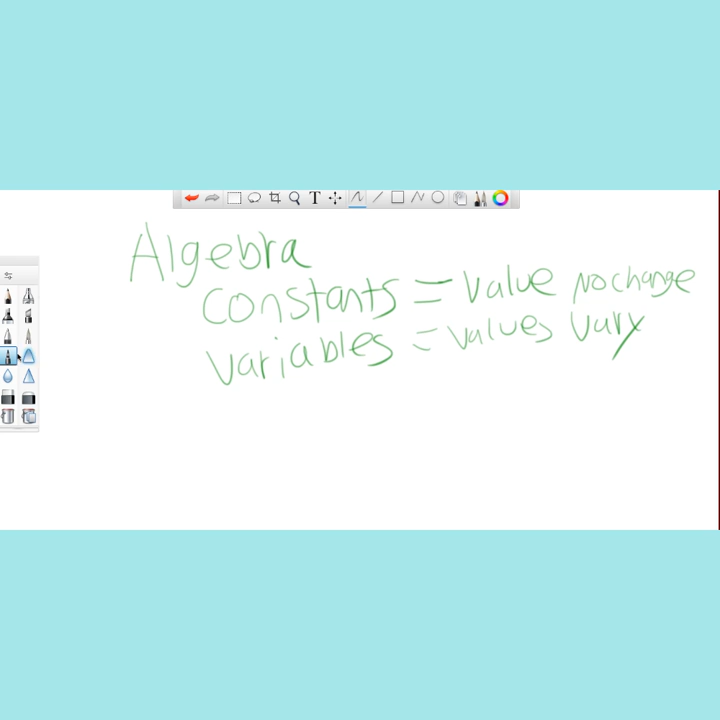 T
Algebra
constants = value no change
variables = values vary